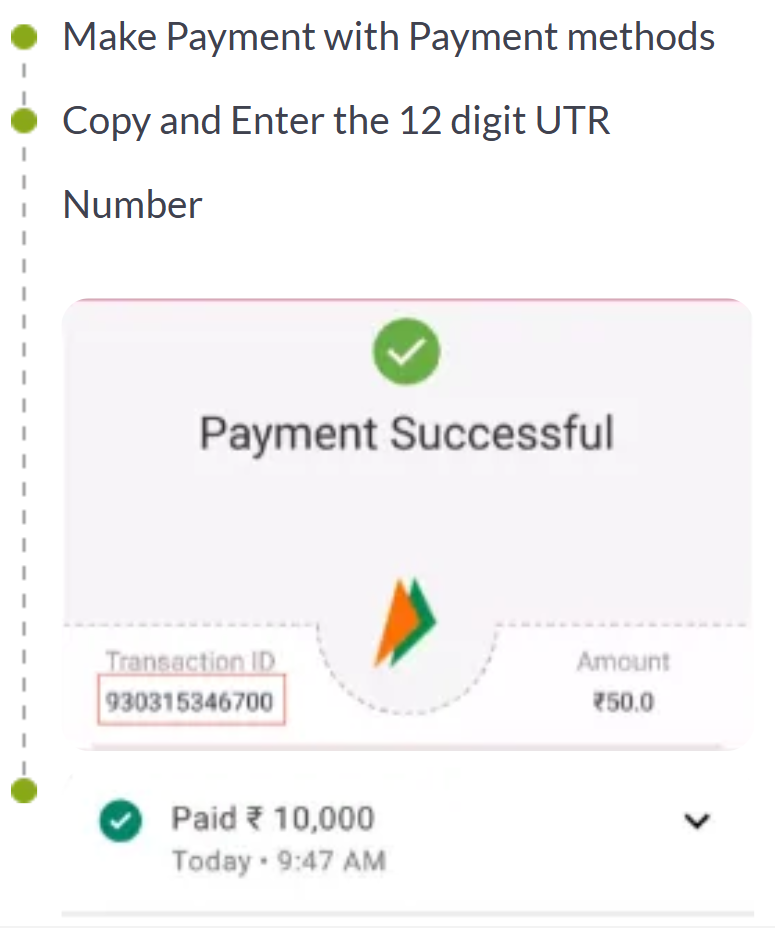 Make Payment with Payment methods
Copy and Enter the 12 digit UTR
Number
Payment Successful
Transaction ID
Amount
930315346700
₹50.0
Paid ₹ 10,000
Today • 9:47 AM